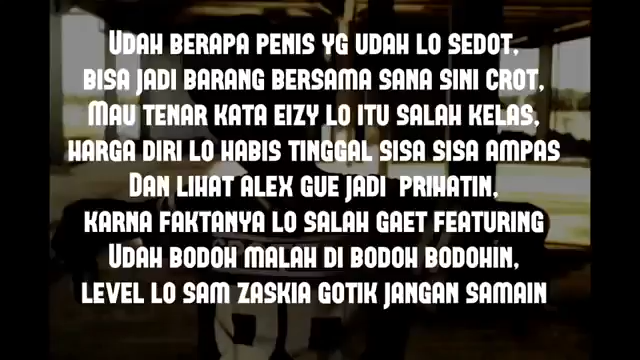 Udah berapa penis yg udah lo sedot,
bisa jadi barang bersama sana sini crot,
Mau tenar kata Eizy lo itu salah kelas,
harga diri lo habis tinggal sisa sisa ampas
Dan lihat Alex gue jadi prihatin,
karna faktanya lo salah gaet featuring
Udah bodoh malah di bodoh bodohin,
level lo sam Zaskia Gotik jangan samain